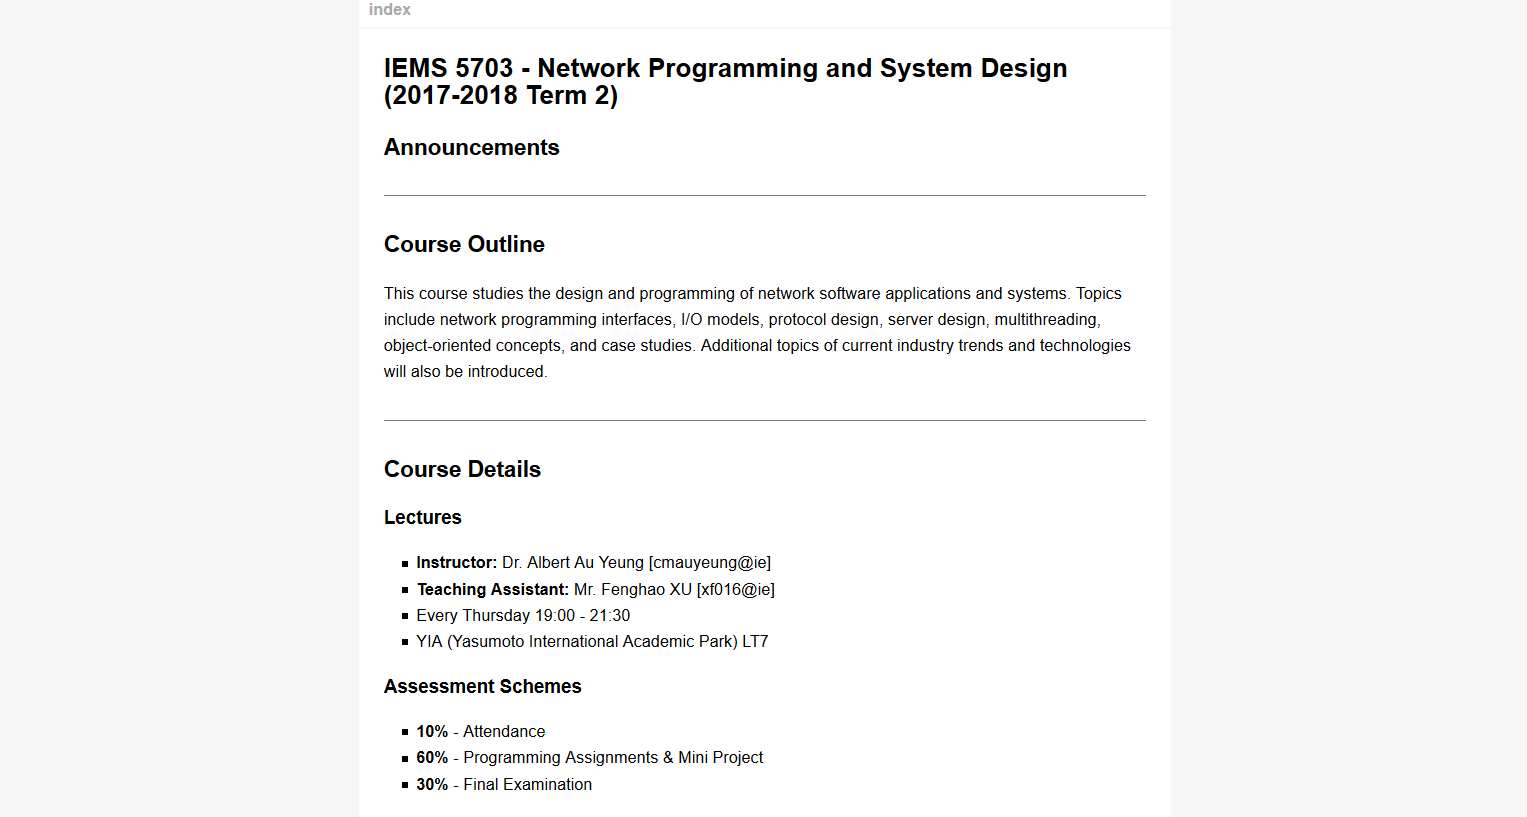 index
IEMS 5703 - Network Programming and System Design
(2017-2018 Term 2)
Announcements
Course Outline
This course studies the design and programming of network software applications and systems. Topics
include network programming interfaces, I/O models, protocol design, server design, multithreading,
object-oriented concepts, and case studies. Additional topics of current industry trends and technologies
will also be introduced.
Course Details
Lectures
Instructor: Dr. Albert Au Yeung [cmauyeung@ie]
Teaching Assistant: Mr. Fenghao XU [xf016@ie]
Every Thursday 19:00 - 21:30
YIA (Yasumoto International Academic Park) LT7
Assessment Schemes
10% - Attendance
60% - Programming Assignments & Mini Project
30% - Final Examination